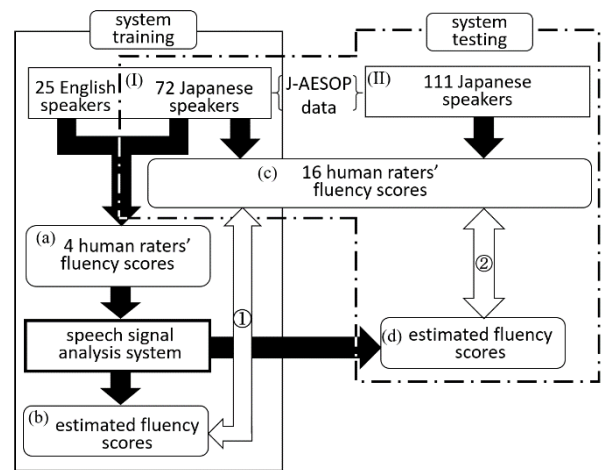 system
training
system
testing
25 English
speakers
(I)
72 Japanese
speakers
J-AESOP
data
(II)
111 Japanese
speakers
(c)
16 human raters’
fluency scores
(a)
4 human raters’
fluency scores
①
②
speech signal
analysis system
(d)
estimated fluency
scores
(b)
estimated fluency
scores